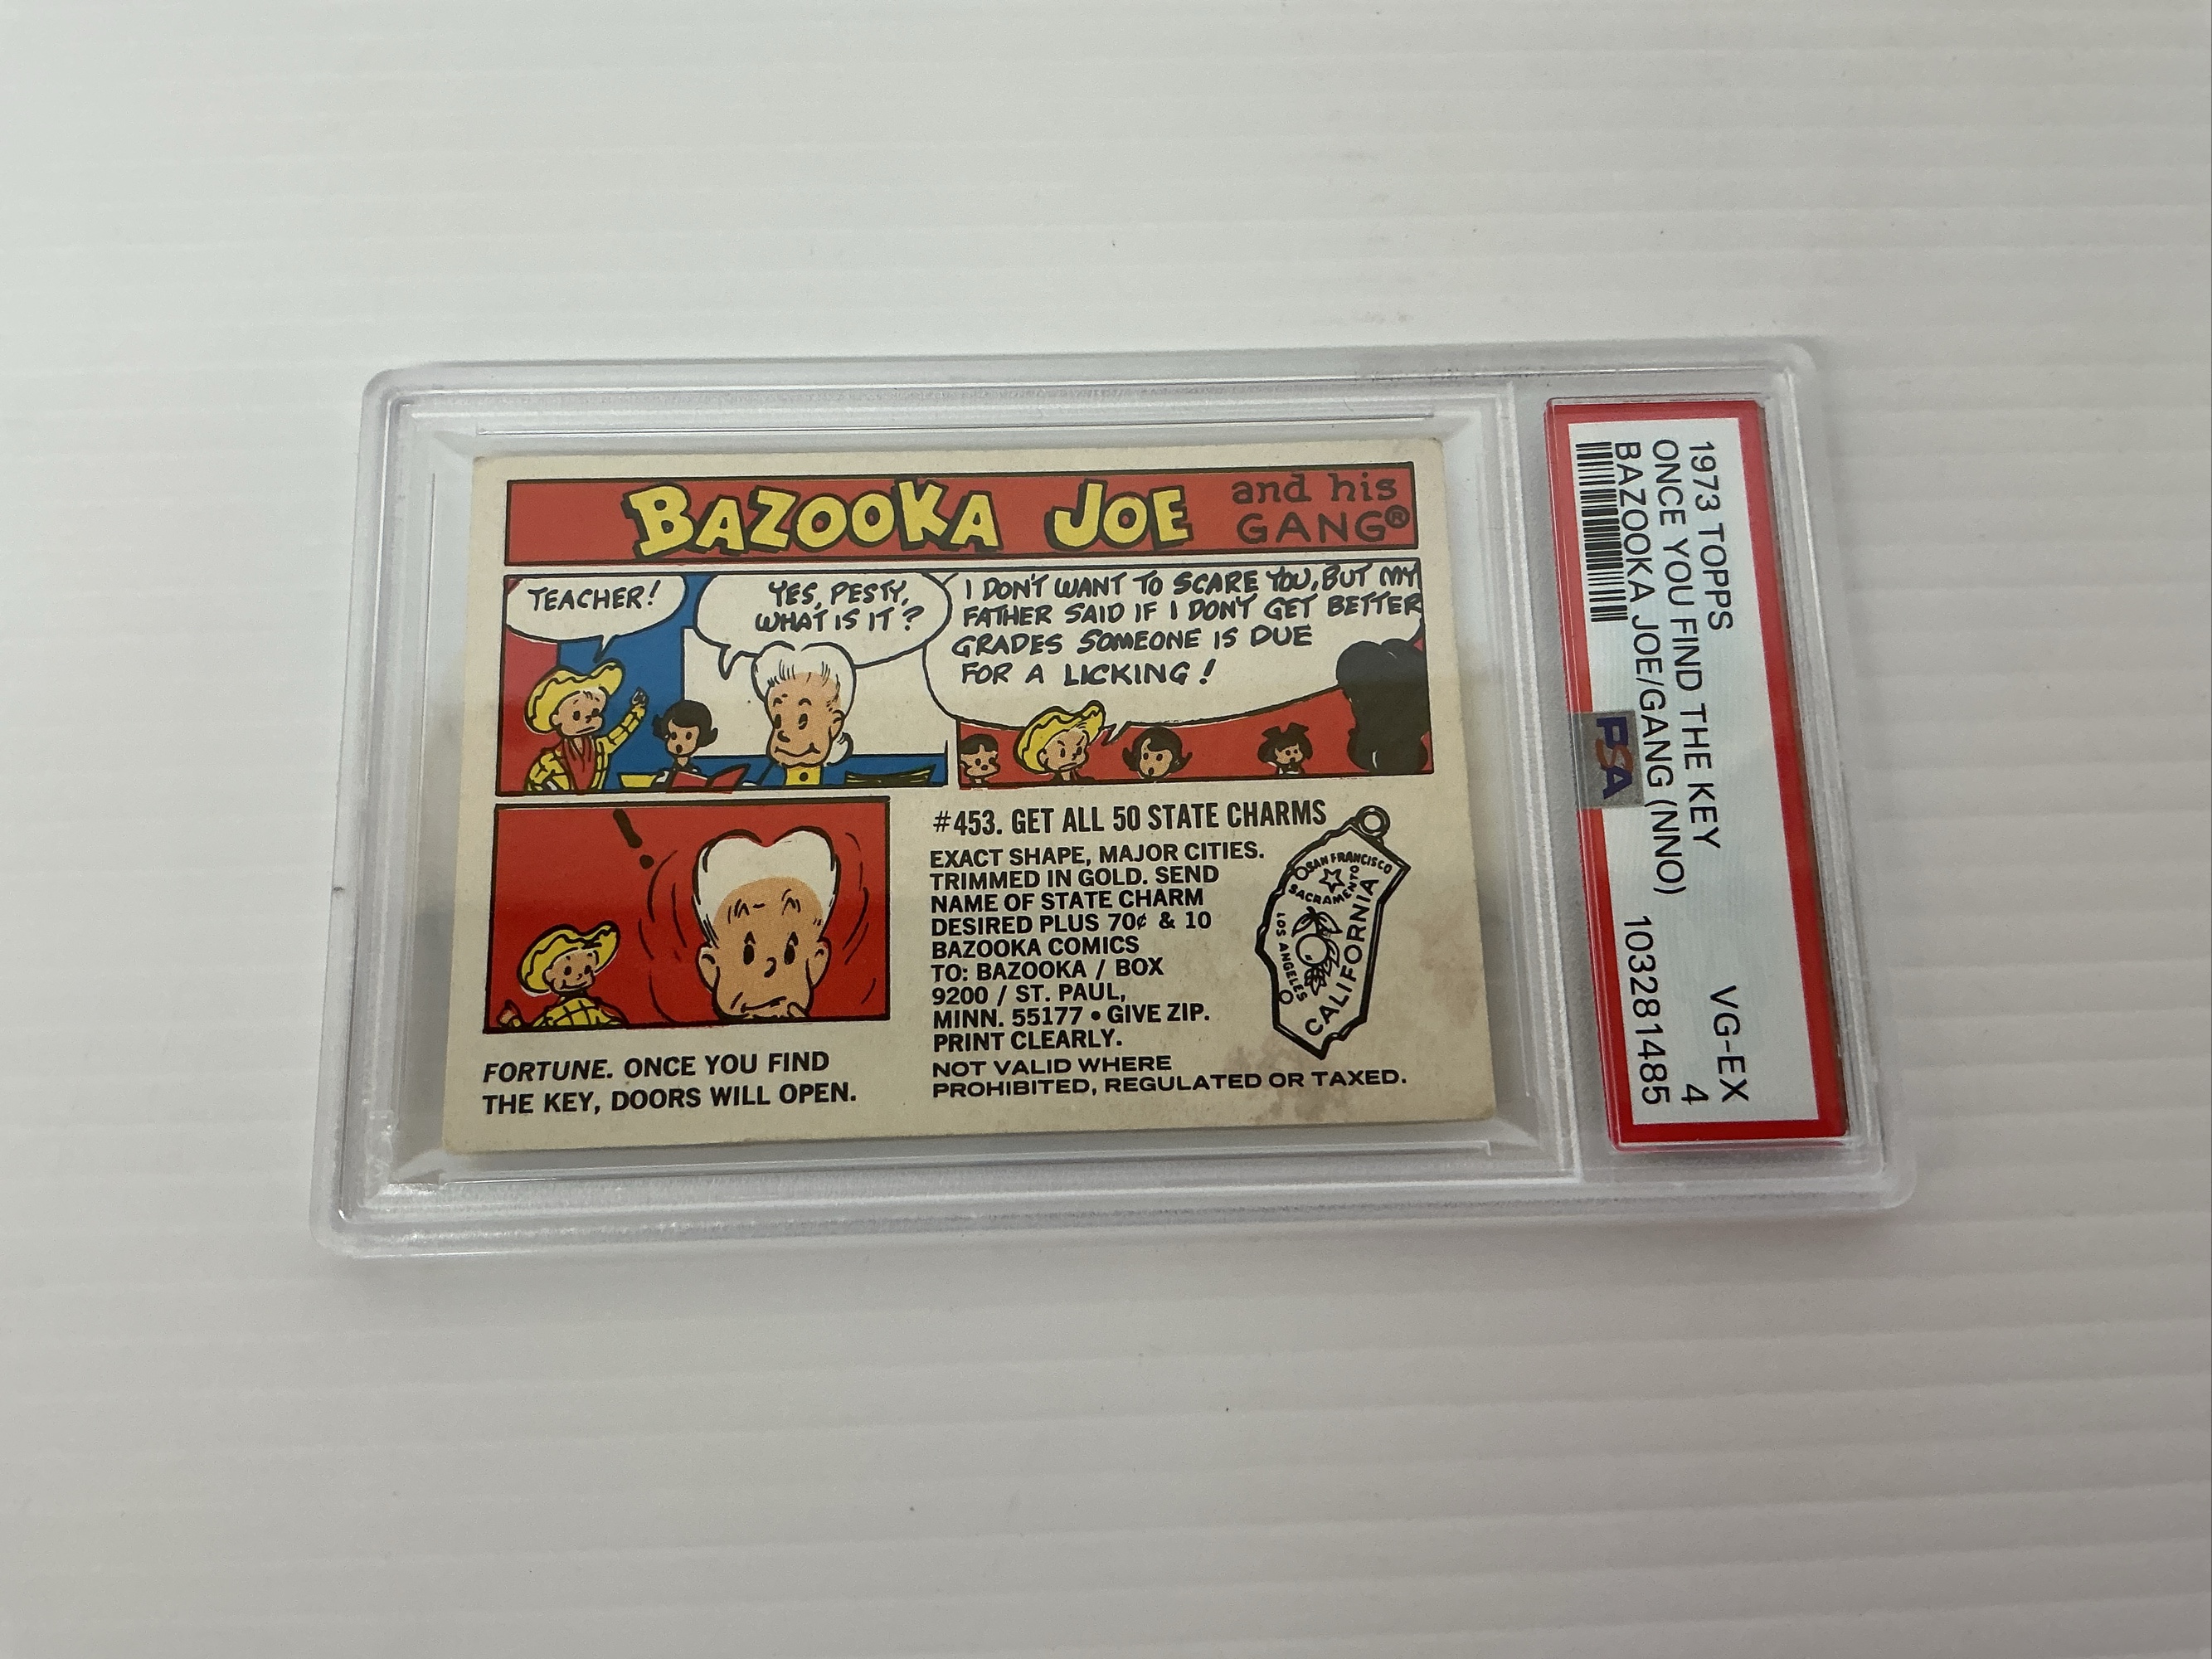 BAZOOKA JOE and his
GANG®
TEACHER!
YES, PESTY,
WHAT IS IT?
I DON'T WANT TO SCARE YOU, BUT MY
FATHER SAID IF I DON'T GET BETTER
GRADES SOMEONE IS DUE
FOR A LICKING!
!
FORTUNE. ONCE YOU FIND
THE KEY, DOORS WILL OPEN.
#453. GET ALL 50 STATE CHARMS
EXACT SHAPE, MAJOR CITIES.
TRIMMED IN GOLD. SEND
NAME OF STATE CHARM
DESIRED PLUS 70¢ & 10
BAZOOKA COMICS
TO: BAZOOKA / BOX
9200 / ST. PAUL,
MINN. 55177 • GIVE ZIP.
PRINT CLEARLY.
NOT VALID WHERE
PROHIBITED, REGULATED OR TAXED.
SAN FRANCISCO
SACRAMENTO
LOS ANGELES
CALIFORNIA
1973 TOPPS
ONCE YOU FIND THE KEY
BAZOOKA JOE/GANG (NNO)
VG-EX
4
103281485
PSA